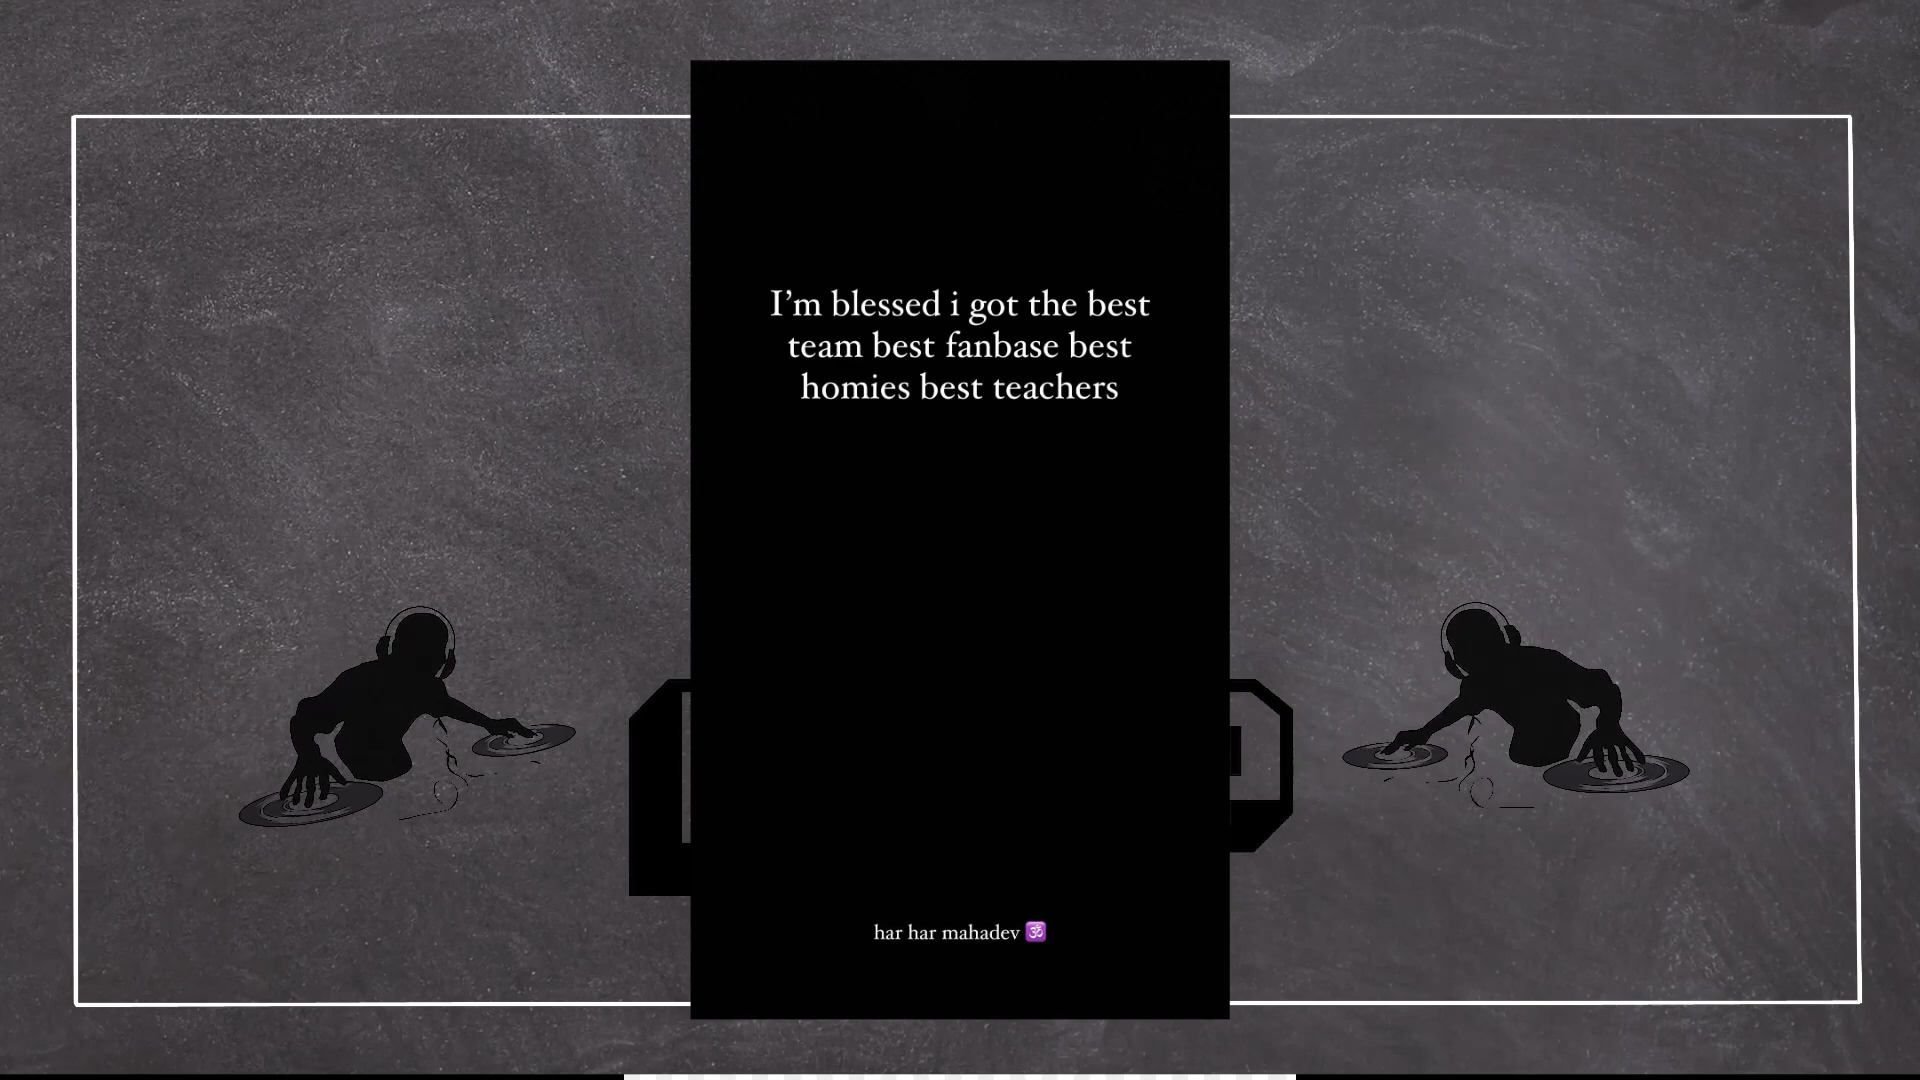 I’m blessed i got the best
team best fanbase best
homies best teachers
har har mahadev 🕉️